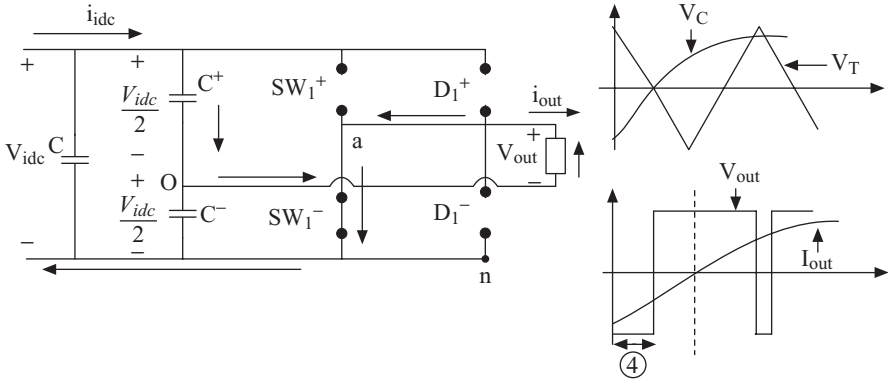 i_idc
+
+
C⁺
SW₁⁺
D₁⁺
V_idc/2
i_out
a
+
V_idc
C
−
V_out
O
+
−
V_idc/2
C⁻
SW₁⁻
D₁⁻
−
−
n
V_C
V_T
V_out
I_out
④